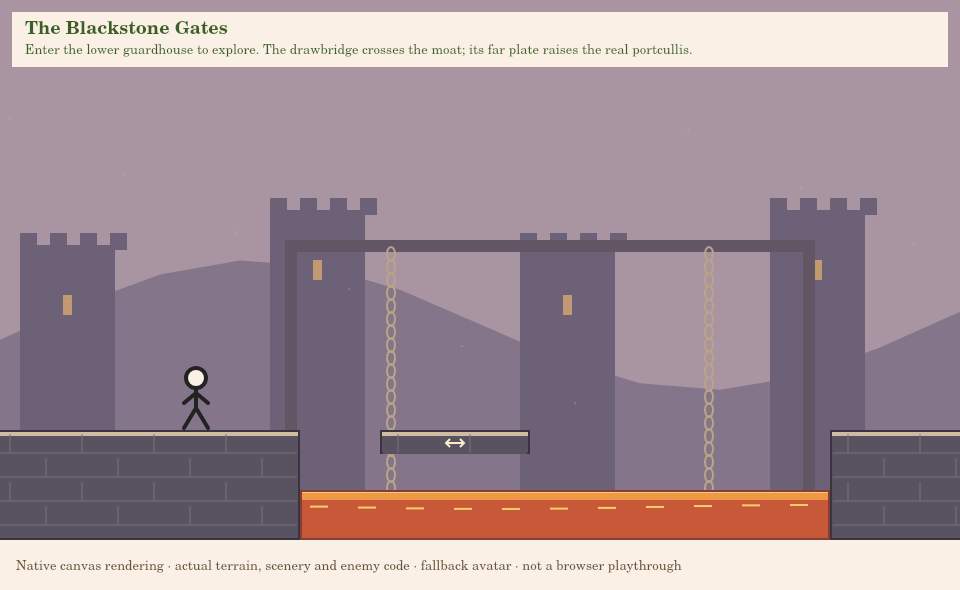 The Blackstone Gates
Enter the lower guardhouse to explore. The drawbridge crosses the moat; its far plate raises the real portcullis.
Native canvas rendering · actual terrain, scenery and enemy code · fallback avatar · not a browser playthrough